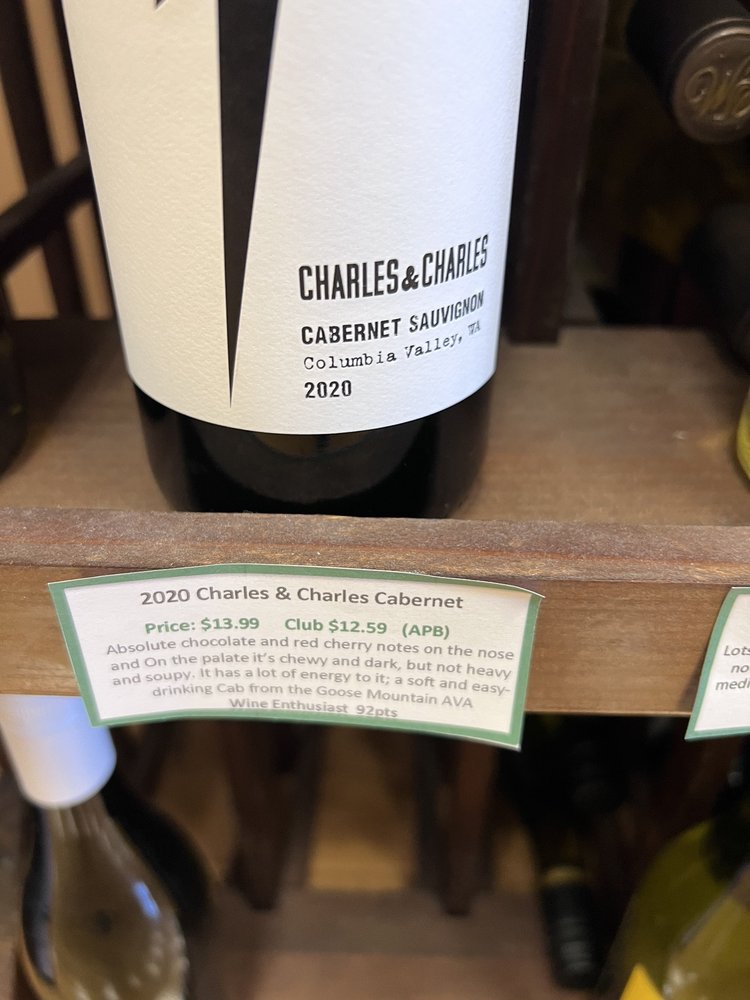 CHARLES & CHARLES
CABERNET SAUVIGNON
Columbia Valley, WA
2020
2020 Charles & Charles Cabernet
Price: $13.99 Club $12.59 (APB)
Absolute chocolate and red cherry notes on the nose
and On the palate it's chewy and dark, but not heavy
and soupy. It has a lot of energy to it; a soft and easy-
drinking Cab from the Goose Mountain AVA
Wine Enthusiast 92pts
Lots
no
medi